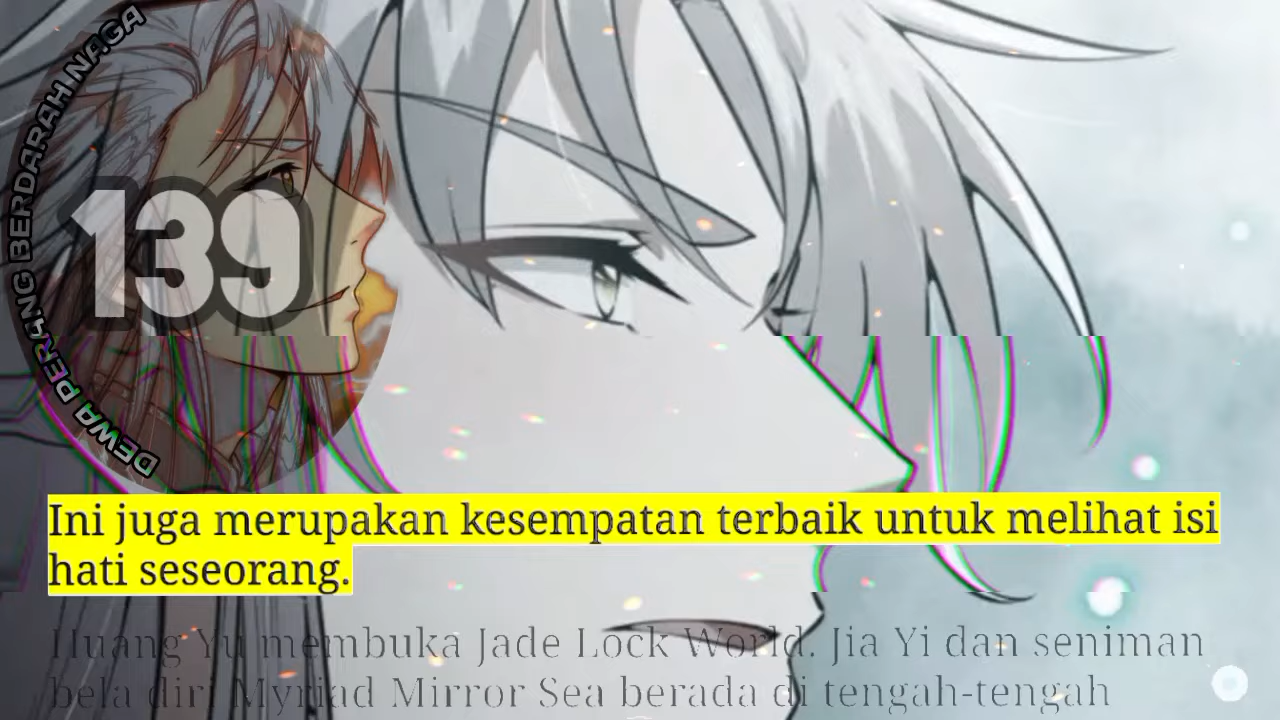 DEWA PERANG BERDARAH NAGA
139
Ini juga merupakan kesempatan terbaik untuk melihat isi
hati seseorang.
Huang Yu membuka Jade Lock World. Jia Yi dan seniman
bela diri Myriad Mirror Sea berada di tengah-tengah